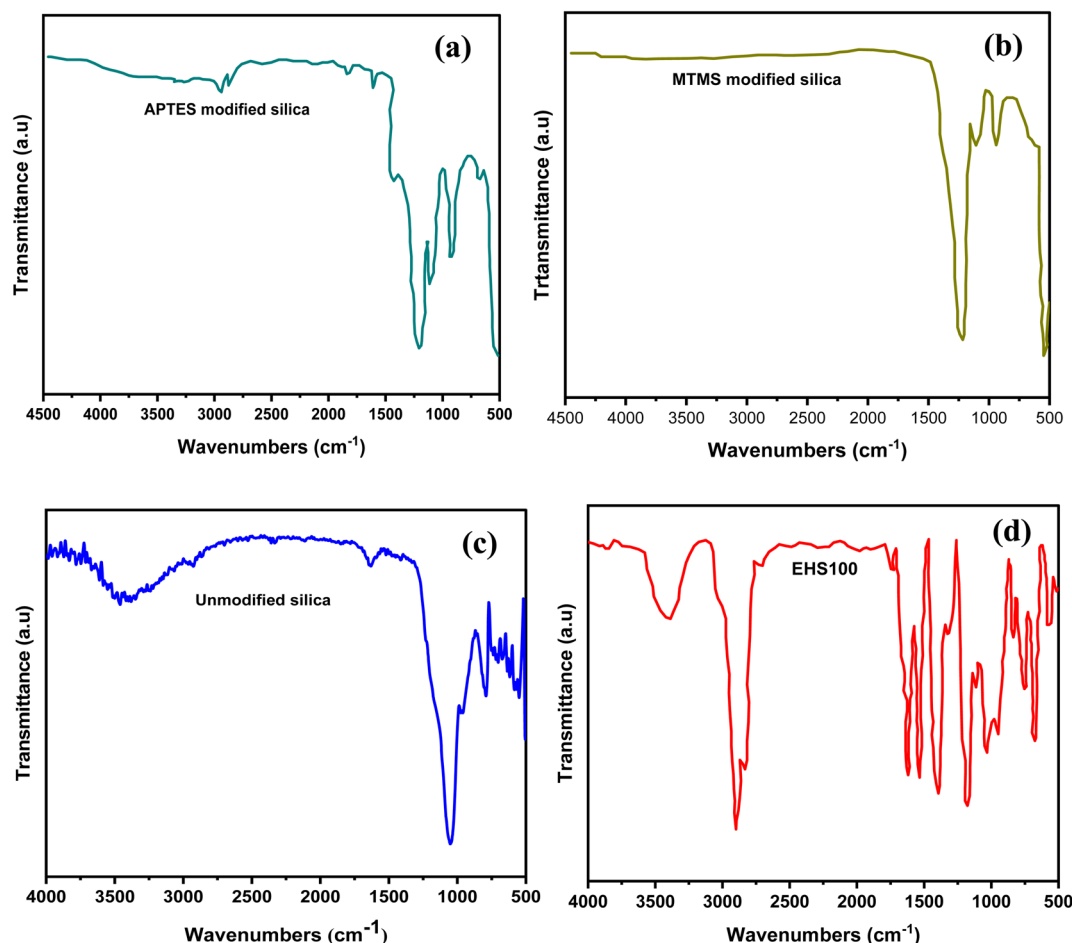 (a)
APTES modified silica
Transmittance (a.u)
4500 4000 3500 3000 2500 2000 1500 1000 500
Wavenumbers (cm-1)
(b)
MTMS modified silica
Trtansmittance (a.u)
4500 4000 3500 3000 2500 2000 1500 1000 500
Wavenumbers (cm-1)
(c)
Unmodified silica
Transmittance (a.u)
4000 3500 3000 2500 2000 1500 1000 500
Wavenumbers (cm-1)
(d)
EHS100
Transmittance (a.u)
4000 3500 3000 2500 2000 1500 1000 500
Wavenumbers (cm-1)